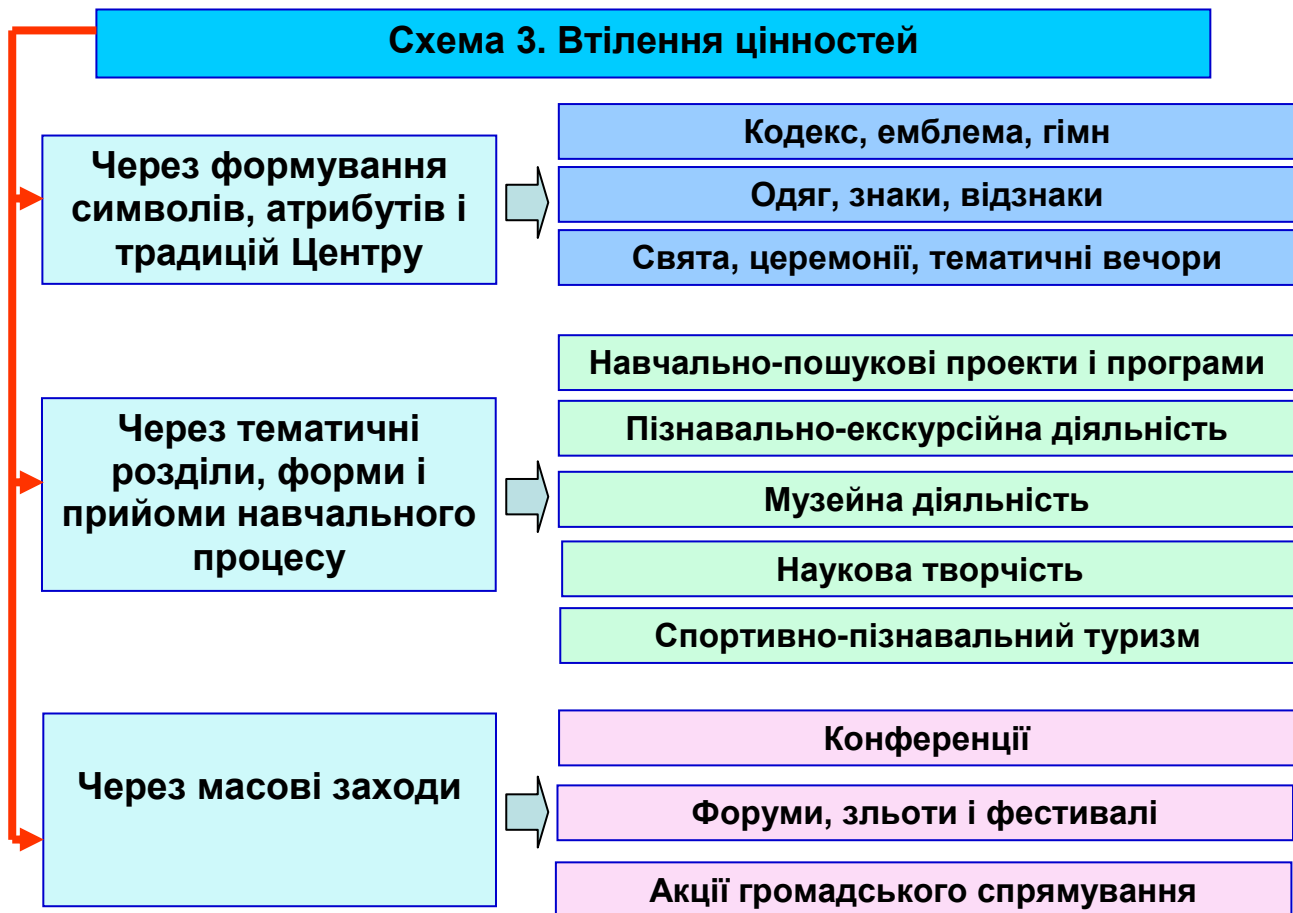 Схема 3. Втілення цінностей
Через формування
символів, атрибутів і
традицій Центру
Кодекс, емблема, гімн
Одяг, знаки, відзнаки
Свята, церемонії, тематичні вечори
Через тематичні
розділи, форми і
прийоми навчального
процесу
Навчально-пошукові проекти і програми
Пізнавально-екскурсійна діяльність
Музейна діяльність
Наукова творчість
Спортивно-пізнавальний туризм
Через масові заходи
Конференції
Форуми, зльоти і фестивалі
Акції громадського спрямування